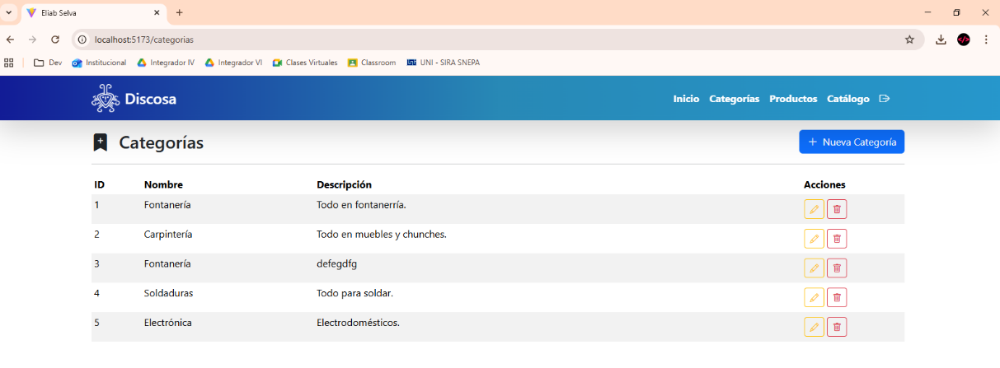 Eliab Selva
localhost:5173/categorias
Dev Institucional Integrador IV Integrador VI Clases Virtuales Classroom UNI - SIRA SNEPA
Discosa Inicio Categorías Productos Catálogo
Categorías + Nueva Categoría
ID Nombre Descripción Acciones
1 Fontanería Todo en fontanerría.
2 Carpintería Todo en muebles y chunches.
3 Fontanería defegdfg
4 Soldaduras Todo para soldar.
5 Electrónica Electrodomésticos.